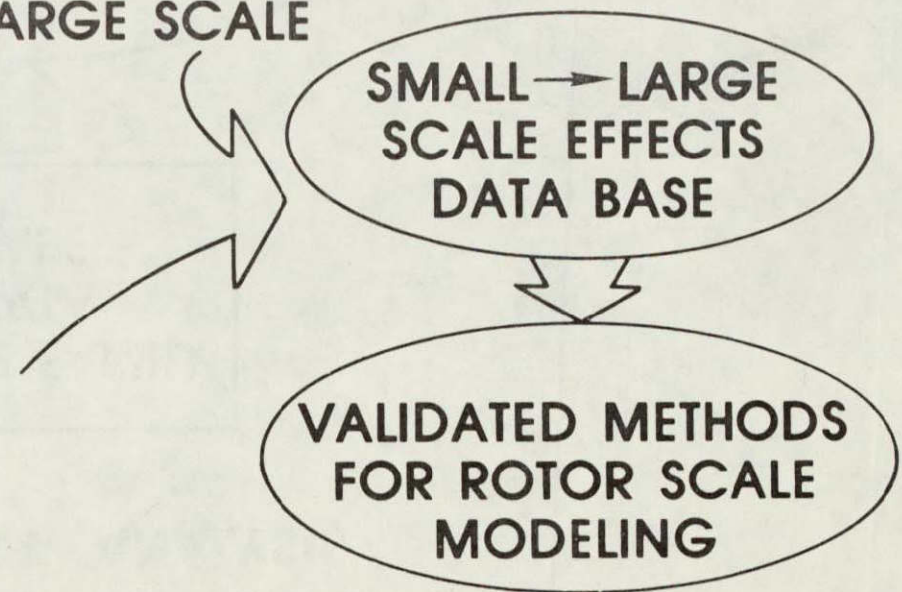 ARGE SCALE
SMALL → LARGE
SCALE EFFECTS
DATA BASE
VALIDATED METHODS
FOR ROTOR SCALE
MODELING